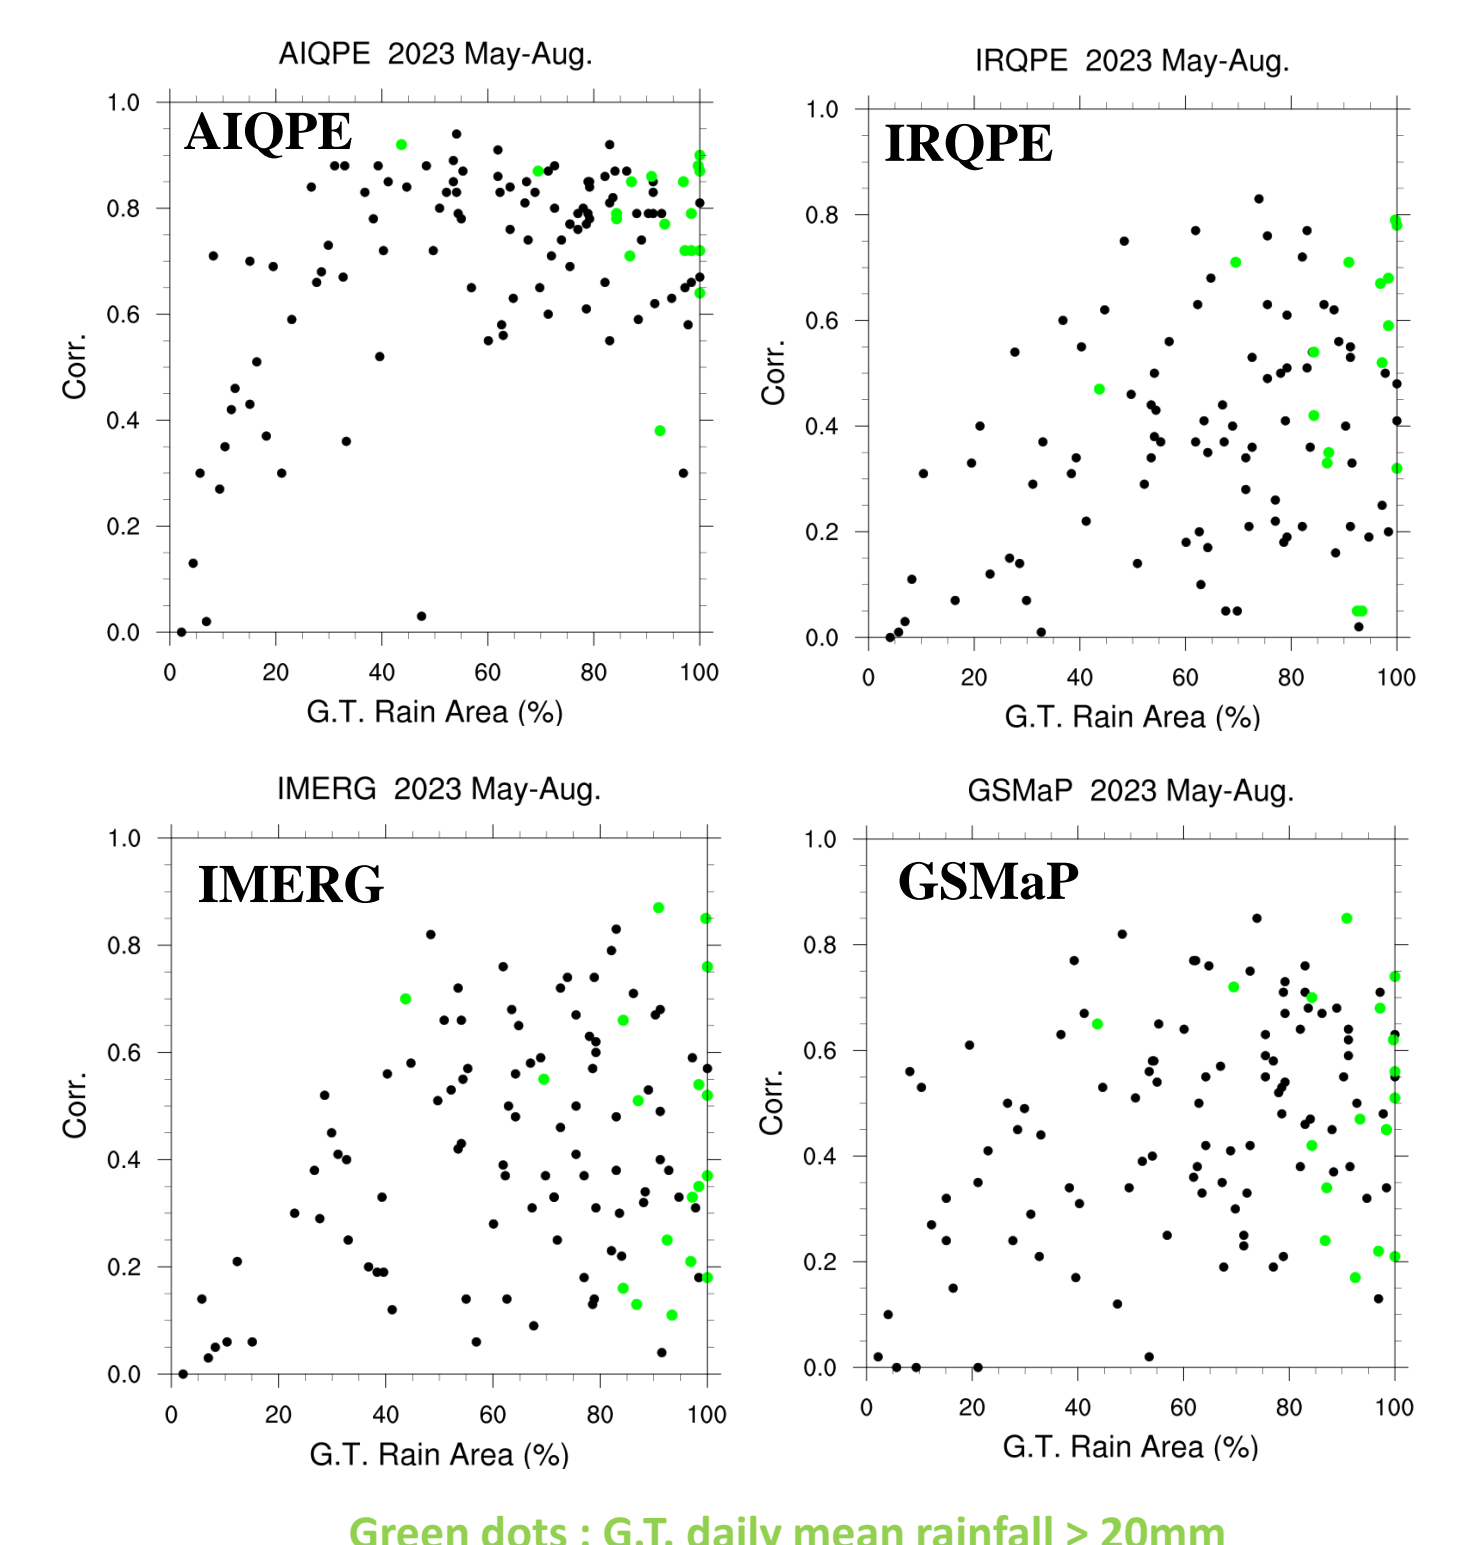 AIQPE 2023 May-Aug.
AIQPE
1.0
0.8
0.6
0.4
0.2
0.0
Corr.
0 20 40 60 80 100
G.T. Rain Area (%)
IRQPE 2023 May-Aug.
IRQPE
1.0
0.8
0.6
0.4
0.2
0.0
Corr.
0 20 40 60 80 100
G.T. Rain Area (%)
IMERG 2023 May-Aug.
IMERG
1.0
0.8
0.6
0.4
0.2
0.0
Corr.
0 20 40 60 80 100
G.T. Rain Area (%)
GSMaP 2023 May-Aug.
GSMaP
1.0
0.8
0.6
0.4
0.2
0.0
Corr.
0 20 40 60 80 100
G.T. Rain Area (%)
Green dots : G.T. daily mean rainfall > 20mm